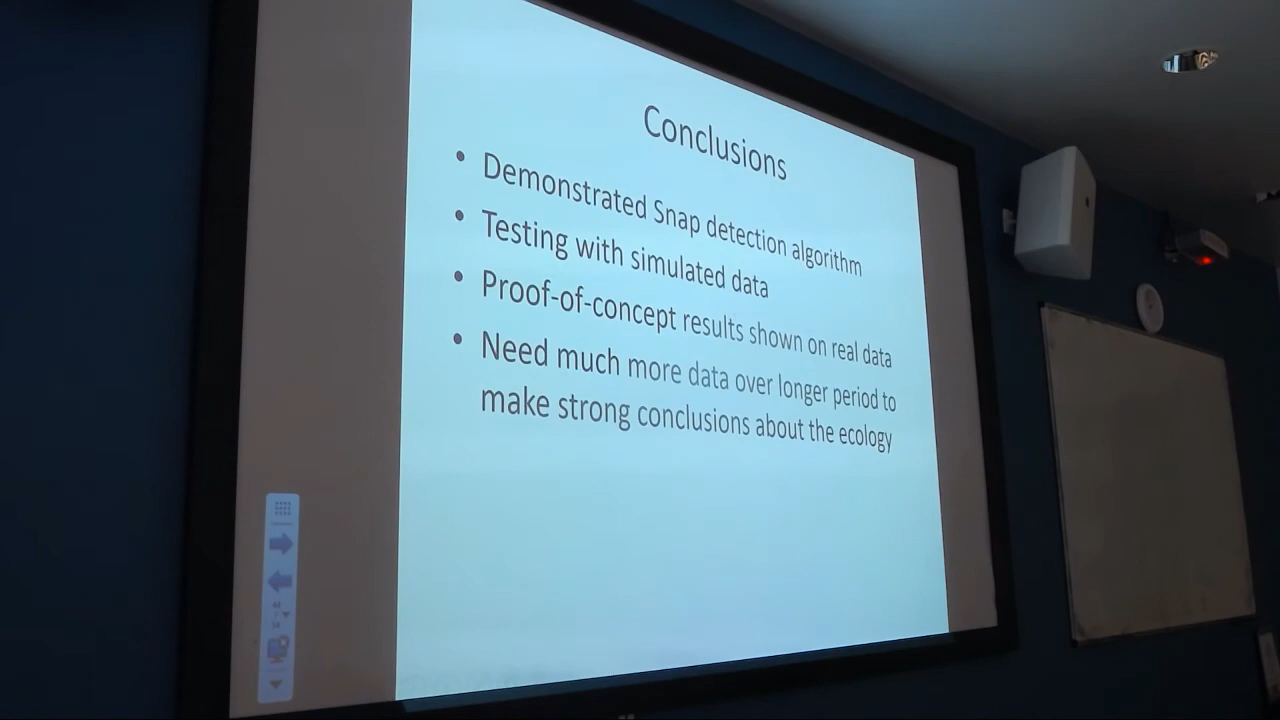 Conclusions
• Demonstrated Snap detection algorithm
• Testing with simulated data
• Proof-of-concept results shown on real data
• Need much more data over longer period to
make strong conclusions about the ecology